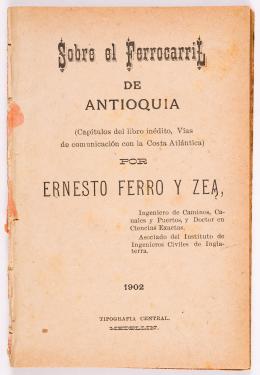 Sobre el Ferrocarril
DE
ANTIOQUIA
(Capítulos del libro inédito, Vías
de comunicación con la Costa Atlántica)
POR
ERNESTO FERRO Y ZEA,
Ingeniero de Caminos, Ca-
nales y Puertos, y Doctor en
Ciencias Exactas.
Asociado del Instituto de
Ingenieros Civiles de Ingla-
terra.
1902
TIPOGRAFIA CENTRAL.
MEDELLIN.